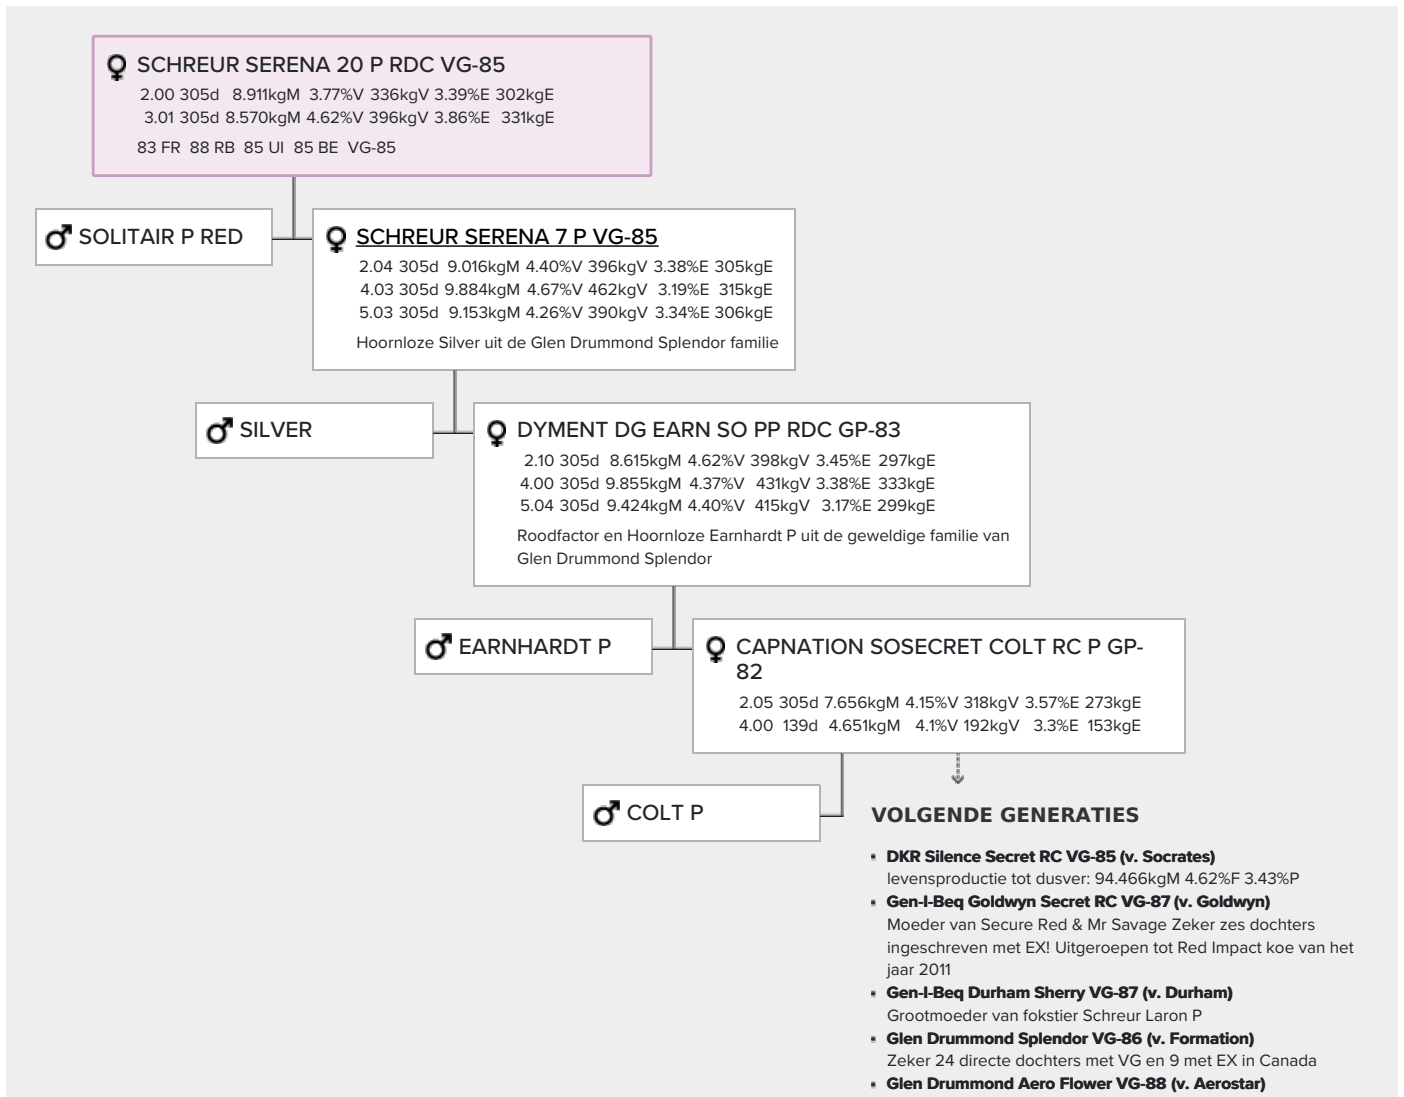 SCHREUR SERENA 20 P RDC VG-85
2.00 305d 8.911kgM 3.77%V 336kgV 3.39%E 302kgE
3.01 305d 8.570kgM 4.62%V 396kgV 3.86%E 331kgE
83 FR 88 RB 85 UI 85 BE VG-85
SOLITAIR P RED
SCHREUR SERENA 7 P VG-85
2.04 305d 9.016kgM 4.40%V 396kgV 3.38%E 305kgE
4.03 305d 9.884kgM 4.67%V 462kgV 3.19%E 315kgE
5.03 305d 9.153kgM 4.26%V 390kgV 3.34%E 306kgE
Hoornloze Silver uit de Glen Drummond Splendor familie
SILVER
DYMENT DG EARN SO PP RDC GP-83
2.10 305d 8.615kgM 4.62%V 398kgV 3.45%E 297kgE
4.00 305d 9.855kgM 4.37%V 431kgV 3.38%E 333kgE
5.04 305d 9.424kgM 4.40%V 415kgV 3.17%E 299kgE
Roodfactor en Hoornloze Earnhardt P uit de geweldige familie van
Glen Drummond Splendor
EARNHARDT P
CAPNATION SOSECRET COLT RC P GP-
82
2.05 305d 7.656kgM 4.15%V 318kgV 3.57%E 273kgE
4.00 139d 4.651kgM 4.1%V 192kgV 3.3%E 153kgE
COLT P
VOLGENDE GENERATIES
DKR Silence Secret RC VG-85 (v. Socrates)
levensproductie tot dusver: 94.466kgM 4.62%F 3.43%P
Gen-I-Beq Goldwyn Secret RC VG-87 (v. Goldwyn)
Moeder van Secure Red & Mr Savage Zeker zes dochters
ingeschreven met EX! Uitgeroepen tot Red Impact koe van het
jaar 2011
Gen-I-Beq Durham Sherry VG-87 (v. Durham)
Grootmoeder van fokstier Schreur Laron P
Glen Drummond Splendor VG-86 (v. Formation)
Zeker 24 directe dochters met VG en 9 met EX in Canada
Glen Drummond Aero Flower VG-88 (v. Aerostar)